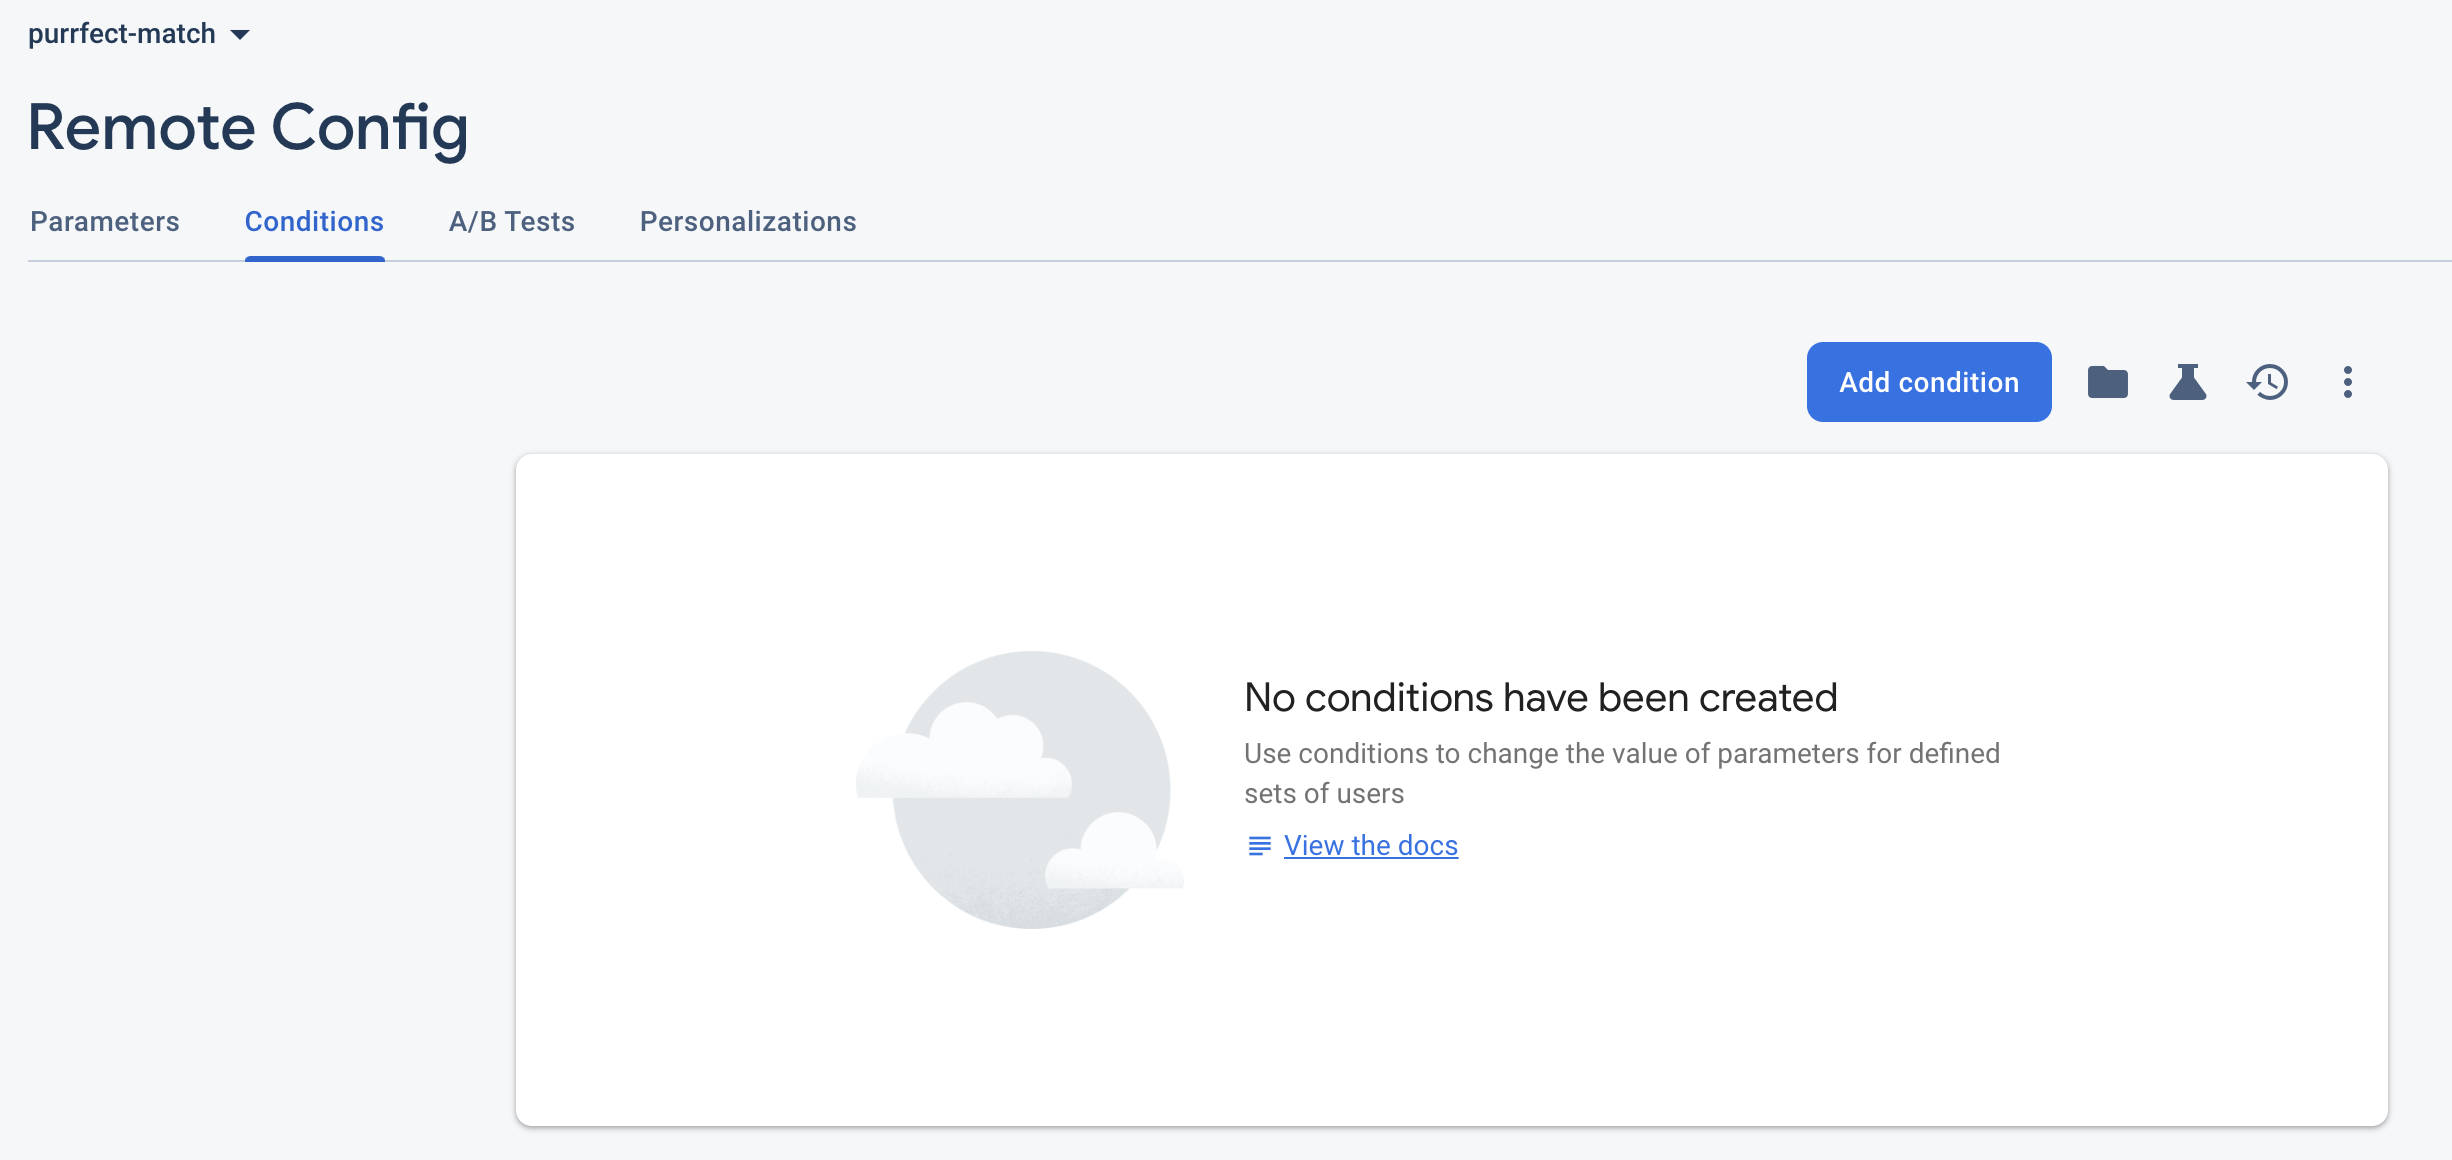 purrfect-match
Remote Config
Parameters Conditions A/B Tests Personalizations
Add condition
No conditions have been created
Use conditions to change the value of parameters for defined
sets of users
View the docs